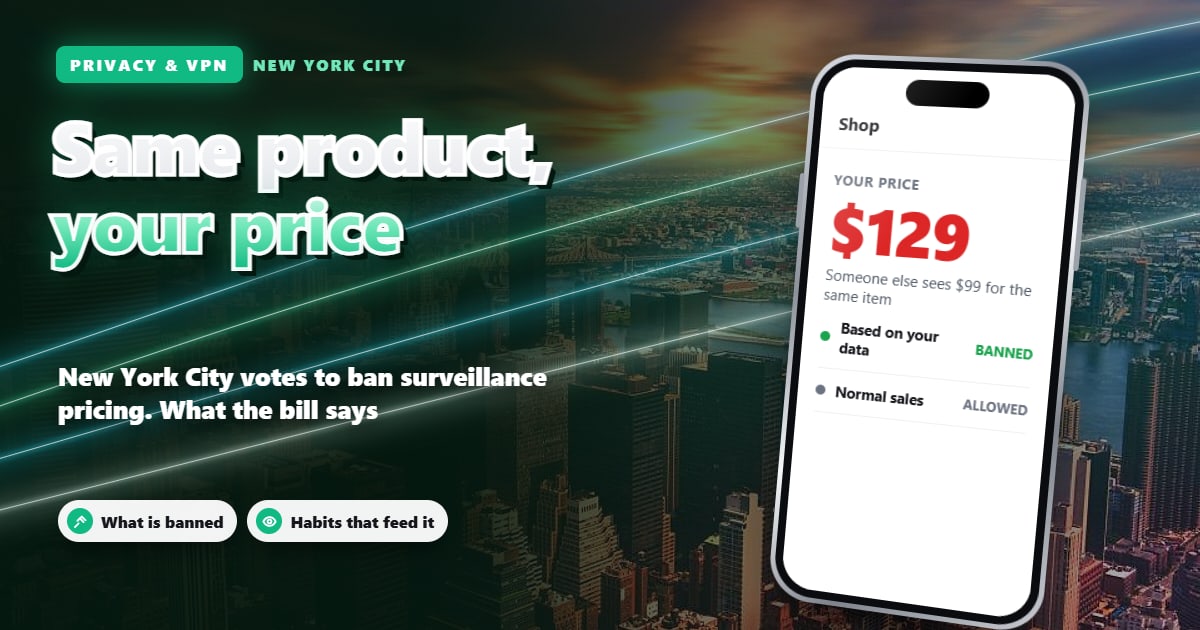 PRIVACY & VPN NEW YORK CITY
Same product,
your price
New York City votes to ban surveillance
pricing. What the bill says
What is banned
Habits that feed it
Shop
YOUR PRICE
$129
Someone else sees $99 for the
same item
Based on your
data
BANNED
Normal sales
ALLOWED